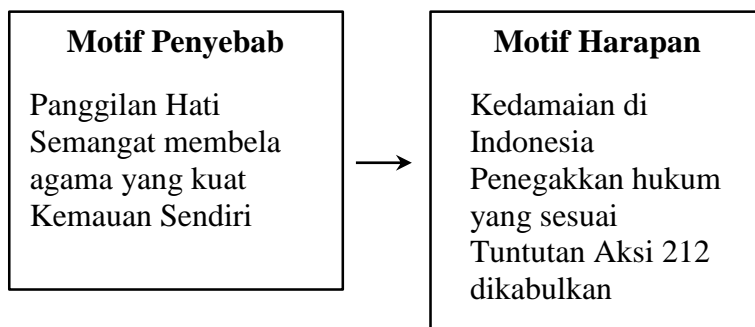 Motif Penyebab
Panggilan Hati
Semangat membela
agama yang kuat
Kemauan Sendiri
Motif Harapan
Kedamaian di
Indonesia
Penegakkan hukum
yang sesuai
Tuntutan Aksi 212
dikabulkan